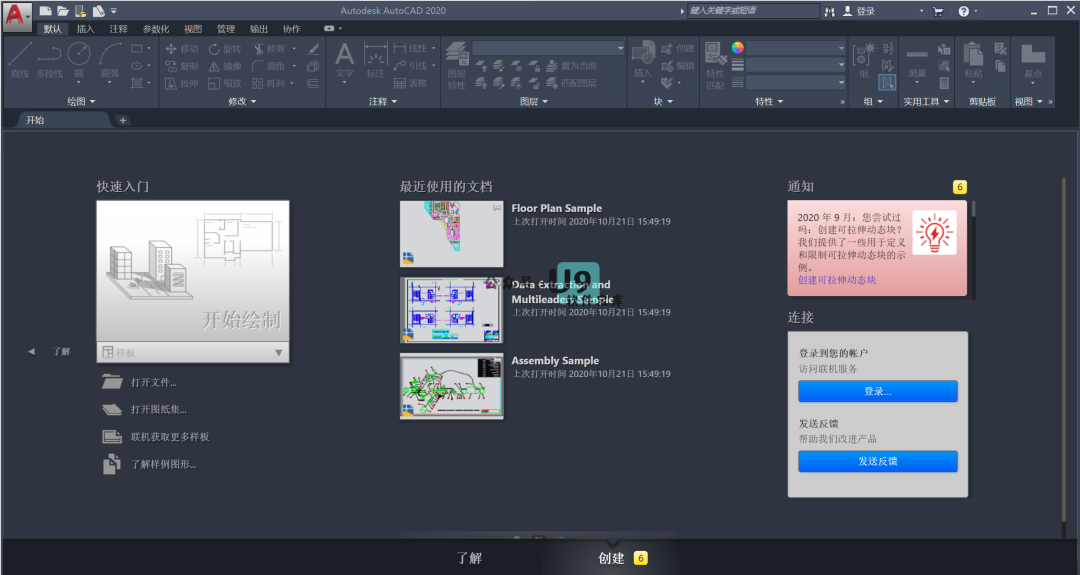 Autodesk AutoCAD 2020
键入关键字或短语
登录
默认 插入 注释 参数化 视图 管理 输出 协作
直线 多段线 圆 圆弧
移动 旋转 修剪
复制 镜像 圆角
拉伸 缩放 阵列
文字 标注
线性
引线
表格
图层特性
置为当前
匹配图层
插入
创建
编辑
特性匹配
组
测量
粘贴
基点
绘图 修改 注释 图层 块 特性 组 实用工具 剪贴板 视图
开始
快速入门
开始绘制
样板
打开文件...
打开图纸集...
联机获取更多样板
了解样例图形...
了解
最近使用的文档
Floor Plan Sample
上次打开时间 2020年10月21日 15:49:19
Data Extraction and
Multileaders Sample
上次打开时间 2020年10月21日 15:49:19
Assembly Sample
上次打开时间 2020年10月21日 15:49:19
U9
通知
6
2020 年 9 月: 您尝试过
吗: 创建可拉伸动态块?
我们提供了一些用于定义
和限制可拉伸动态块的示
例。
创建可拉伸动态块
连接
登录到您的帐户
访问联机服务
登录...
发送反馈
帮助我们改进产品
发送反馈
了解
创建 6